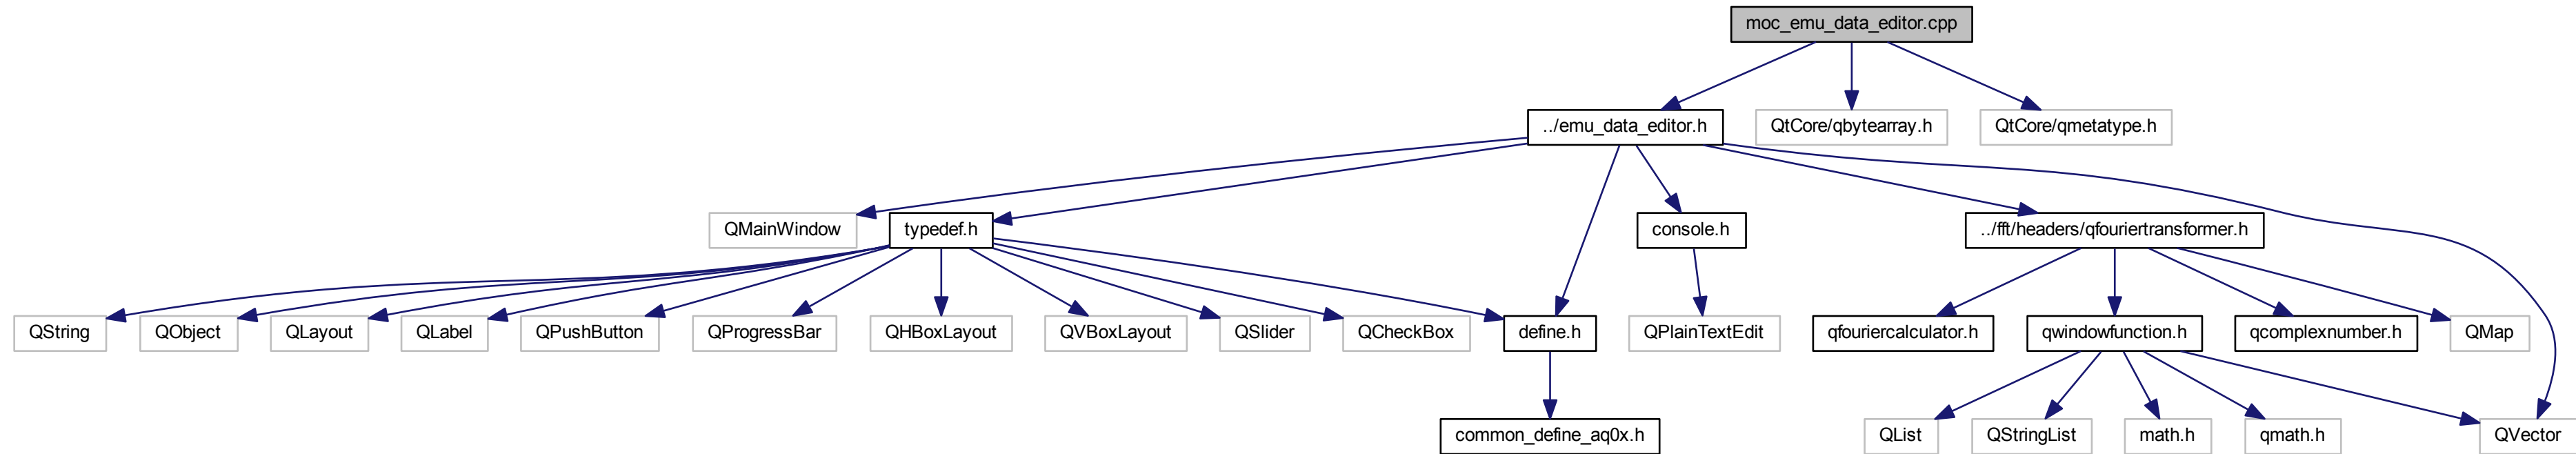 moc_emu_data_editor.cpp
../emu_data_editor.h
QtCore/qbytearray.h
QtCore/qmetatype.h
QMainWindow
typedef.h
console.h
../fft/headers/qfouriertransformer.h
QString
QObject
QLayout
QLabel
QPushButton
QProgressBar
QHBoxLayout
QVBoxLayout
QSlider
QCheckBox
define.h
QPlainTextEdit
qfouriercalculator.h
qwindowfunction.h
qcomplexnumber.h
QMap
common_define_aq0x.h
QList
QStringList
math.h
qmath.h
QVector